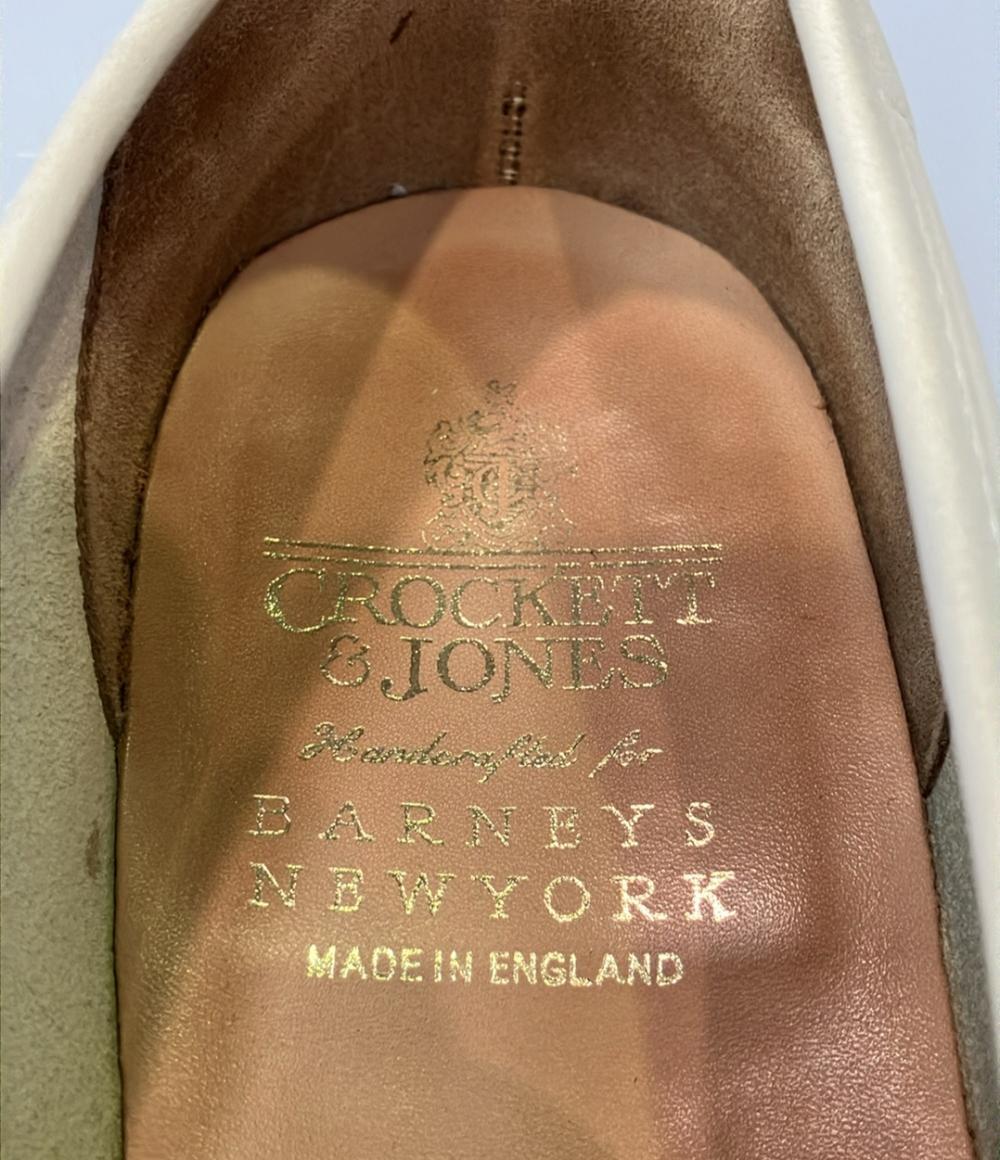 CROCKETT
& JONES
Handcrafted for
BARNEYS
NEWYORK
MADE IN ENGLAND